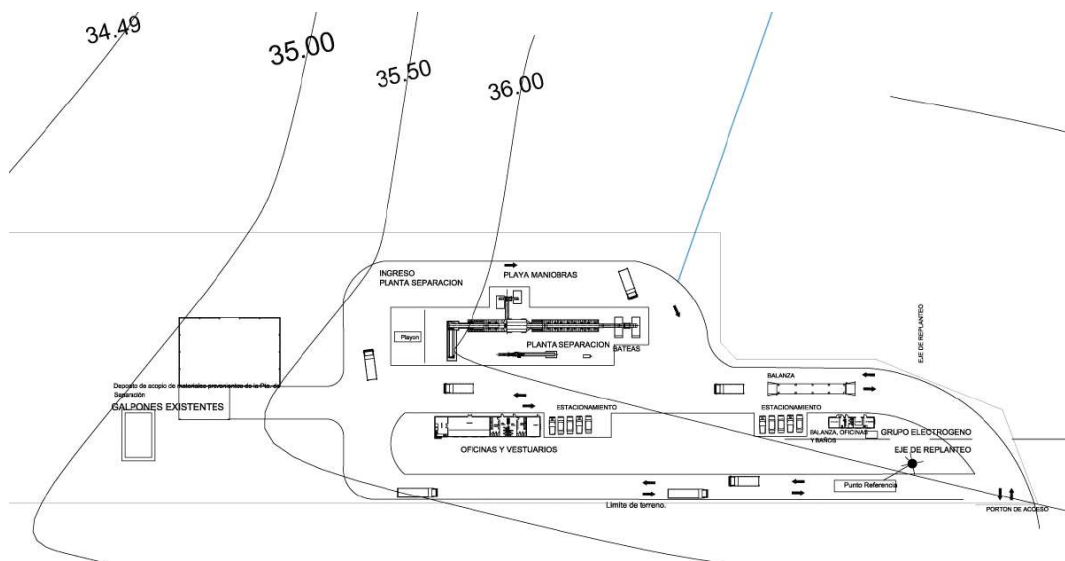 34.49
35.00
35.50
36.00
INGRESO
PLANTA SEPARACION
PLAYA MANIOBRAS
EJE DE REPLANTEO
Playon
PLANTA SEPARACION
BATEAS
BALANZA
Deposito de acopio de materiales provenientes de la Pta. de
Separación
GALPONES EXISTENTES
ESTACIONAMIENTO
ESTACIONAMIENTO
BALANZA, OFICINAS
Y BAÑOS
GRUPO ELECTROGENO
OFICINAS Y VESTUARIOS
EJE DE REPLANTEO
Punto Referencia
Limite de terreno.
PORTON DE ACCESO